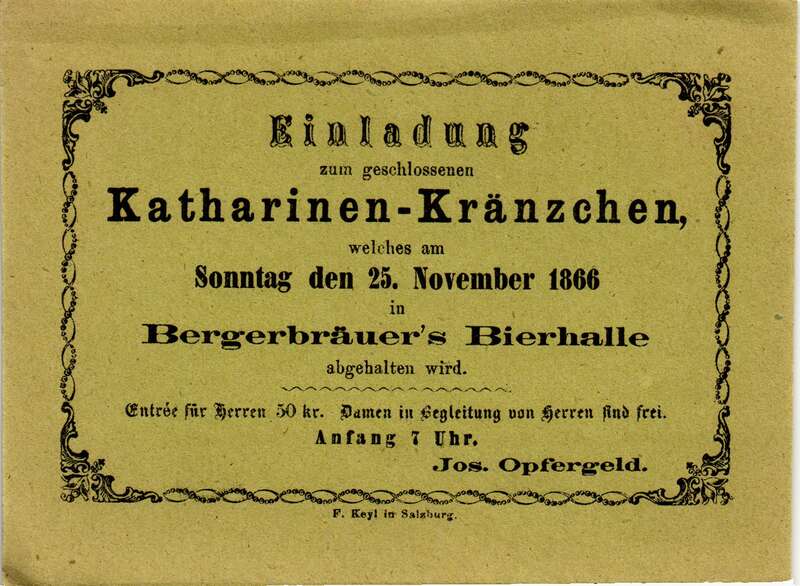 Einladung
zum geschlossenen
Katharinen-Kränzchen,
welches am
Sonntag den 25. November 1866
in
Bergerbräuer's Bierhalle
abgehalten wird.
Entrée für Herren 50 kr. Damen in Begleitung von Herren sind frei.
Anfang 7 Uhr.
Jos. Opfergeld.
F. Keyl in Salzburg.